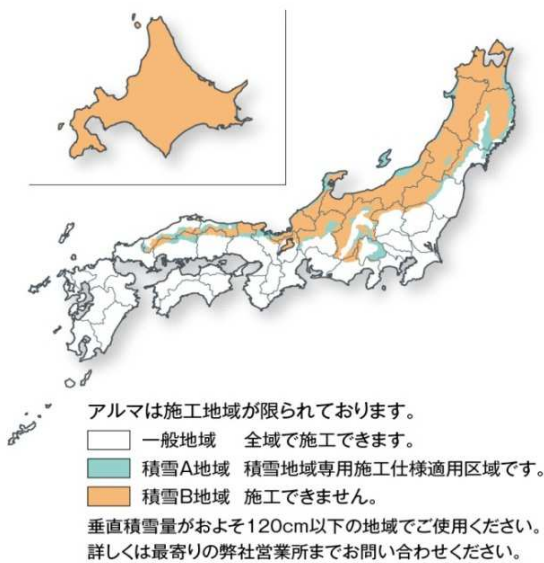 アルマは施工地域が限られております。
一般地域 全域で施工できます。
積雪A地域 積雪地域専用施工仕様適用区域です。
積雪B地域 施工できません。
垂直積雪量がおよそ120cm以下の地域でご使用ください。
詳しくは最寄りの弊社営業所までお問い合わせください。